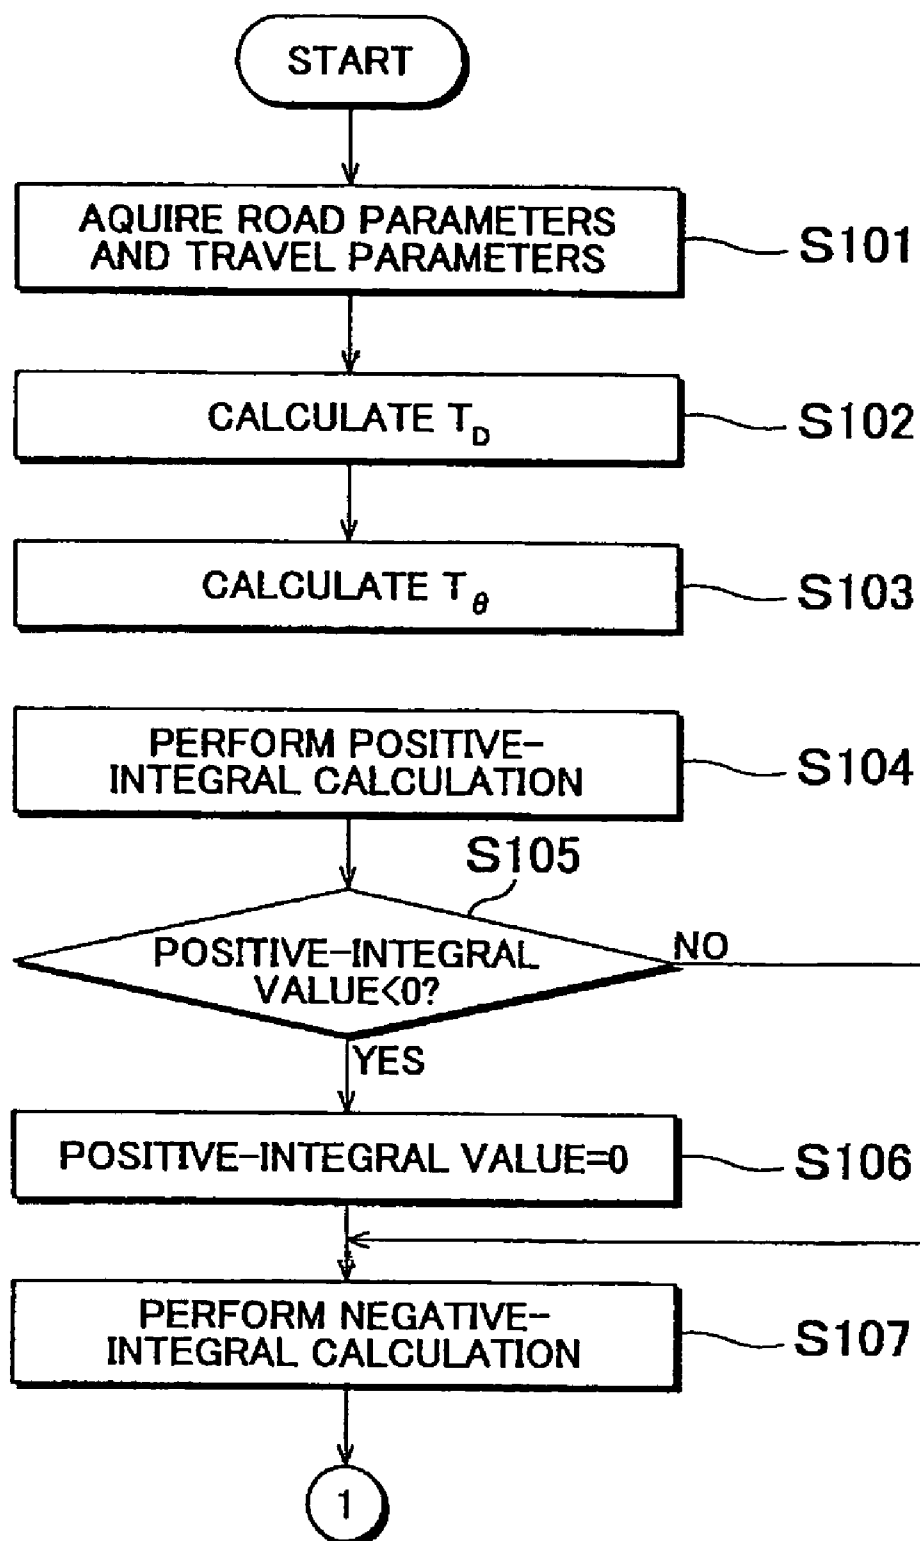 START
AQUIRE ROAD PARAMETERS
AND TRAVEL PARAMETERS
S101
CALCULATE T_D
S102
CALCULATE T_θ
S103
PERFORM POSITIVE-
INTEGRAL CALCULATION
S104
S105
POSITIVE-INTEGRAL
VALUE<0?
NO
YES
POSITIVE-INTEGRAL VALUE=0
S106
PERFORM NEGATIVE-
INTEGRAL CALCULATION
S107
1